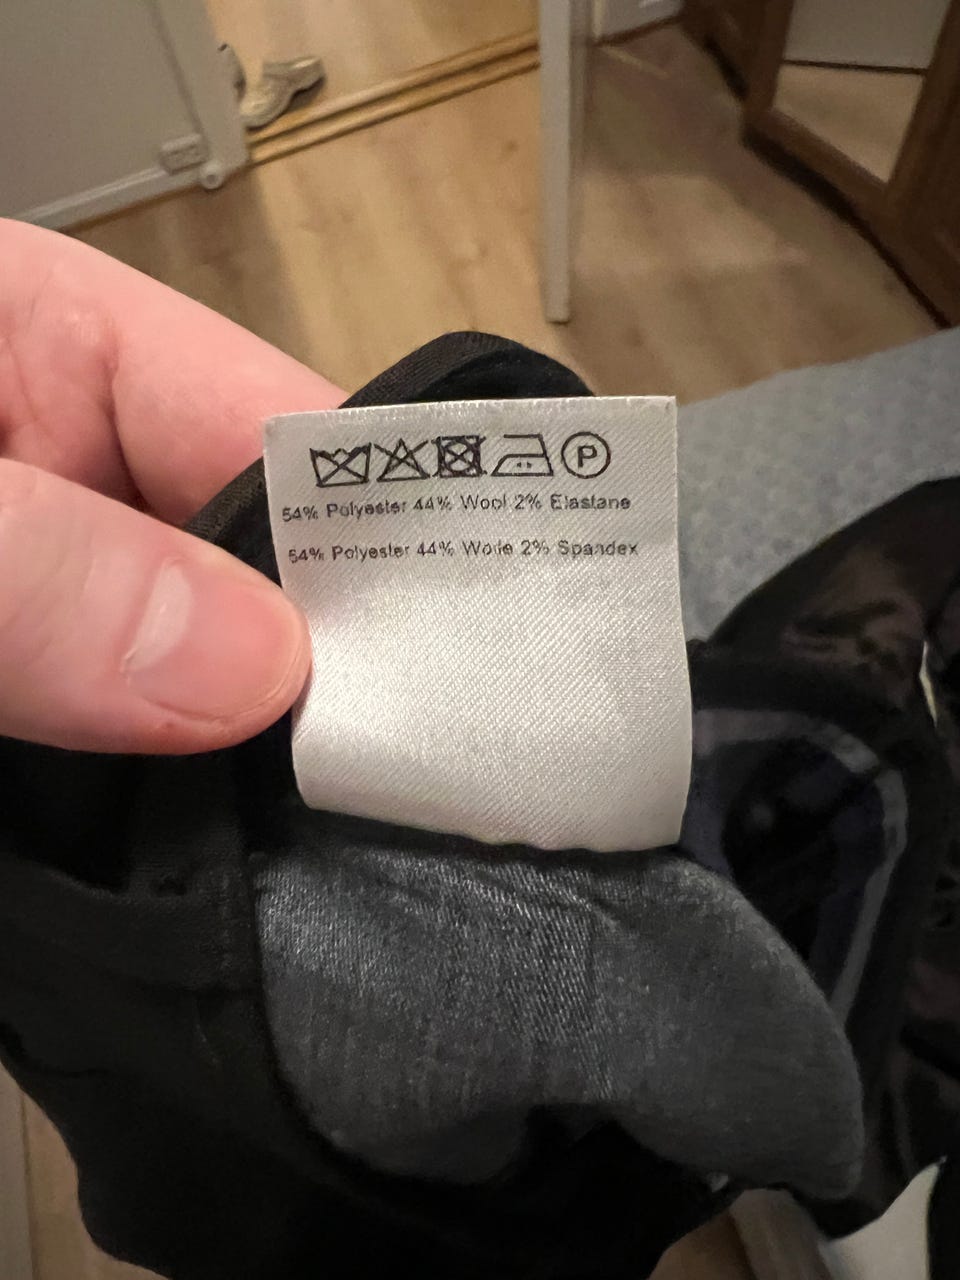 P
54% Polyester 44% Wool 2% Elastane
54% Polyester 44% Wolle 2% Spandex